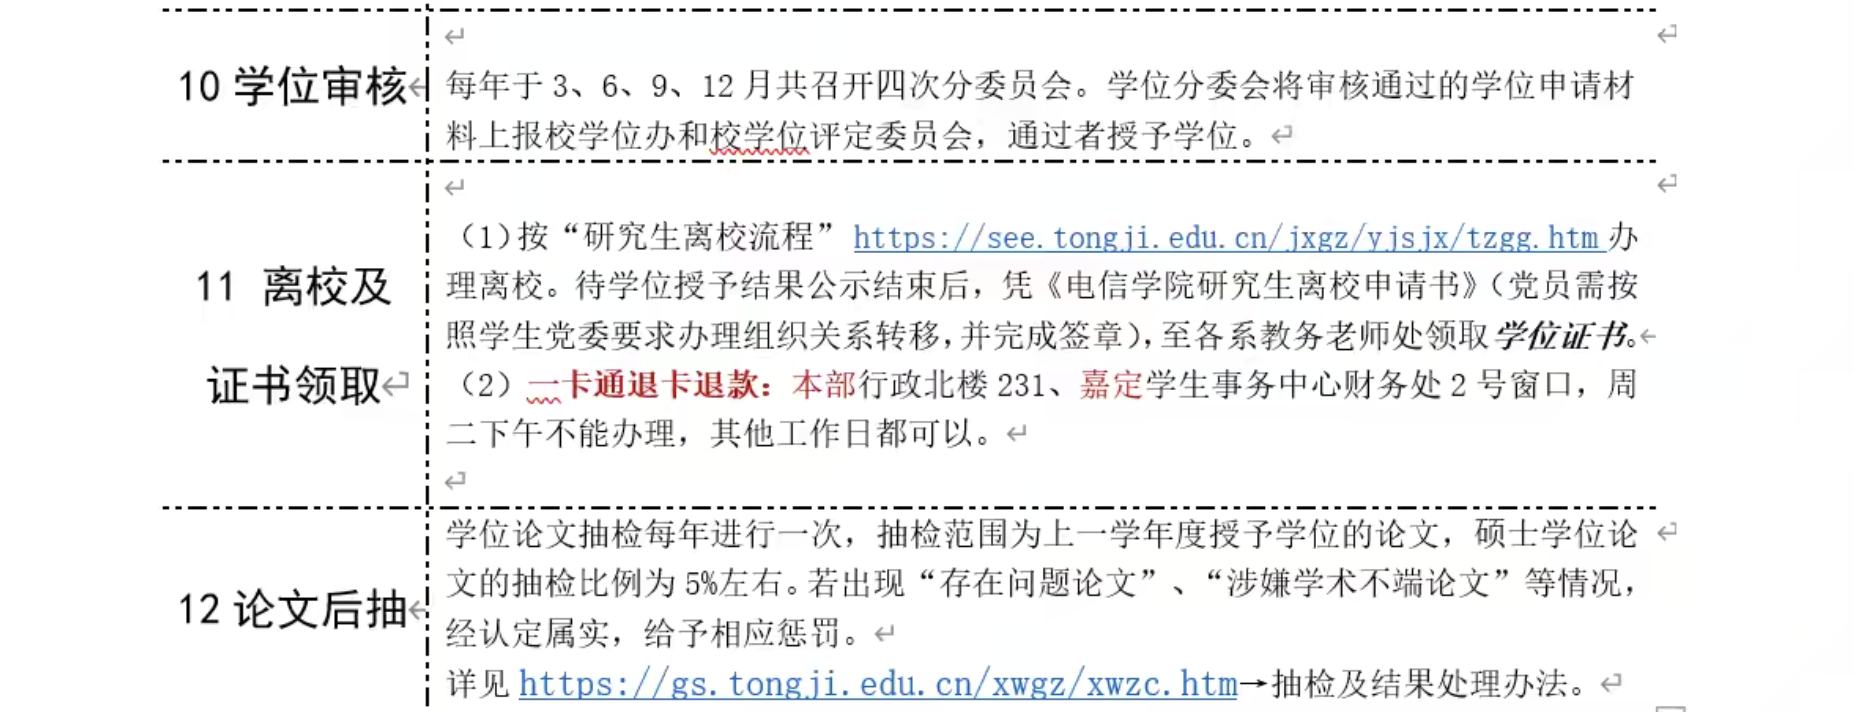 10 学位审核
每年于 3、6、9、12 月共召开四次分委员会。学位分委会将审核通过的学位申请材
料上报校学位办和校学位评定委员会，通过者授予学位。
11 离校及
证书领取
（1）按“研究生离校流程” https://see.tongji.edu.cn/jxgz/yjsjx/tzgg.htm 办
理离校。待学位授予结果公示结束后，凭《电信学院研究生离校申请书》（党员需按
照学生党委要求办理组织关系转移，并完成签章），至各系教务老师处领取学位证书。
（2）一卡通退卡退款：本部行政北楼 231、嘉定学生事务中心财务处 2 号窗口，周
二下午不能办理，其他工作日都可以。
12 论文后抽
学位论文抽检每年进行一次，抽检范围为上一学年度授予学位的论文，硕士学位论
文的抽检比例为 5%左右。若出现“存在问题论文”、“涉嫌学术不端论文”等情况，
经认定属实，给予相应惩罚。
详见 https://gs.tongji.edu.cn/xwgz/xwzc.htm→抽检及结果处理办法。